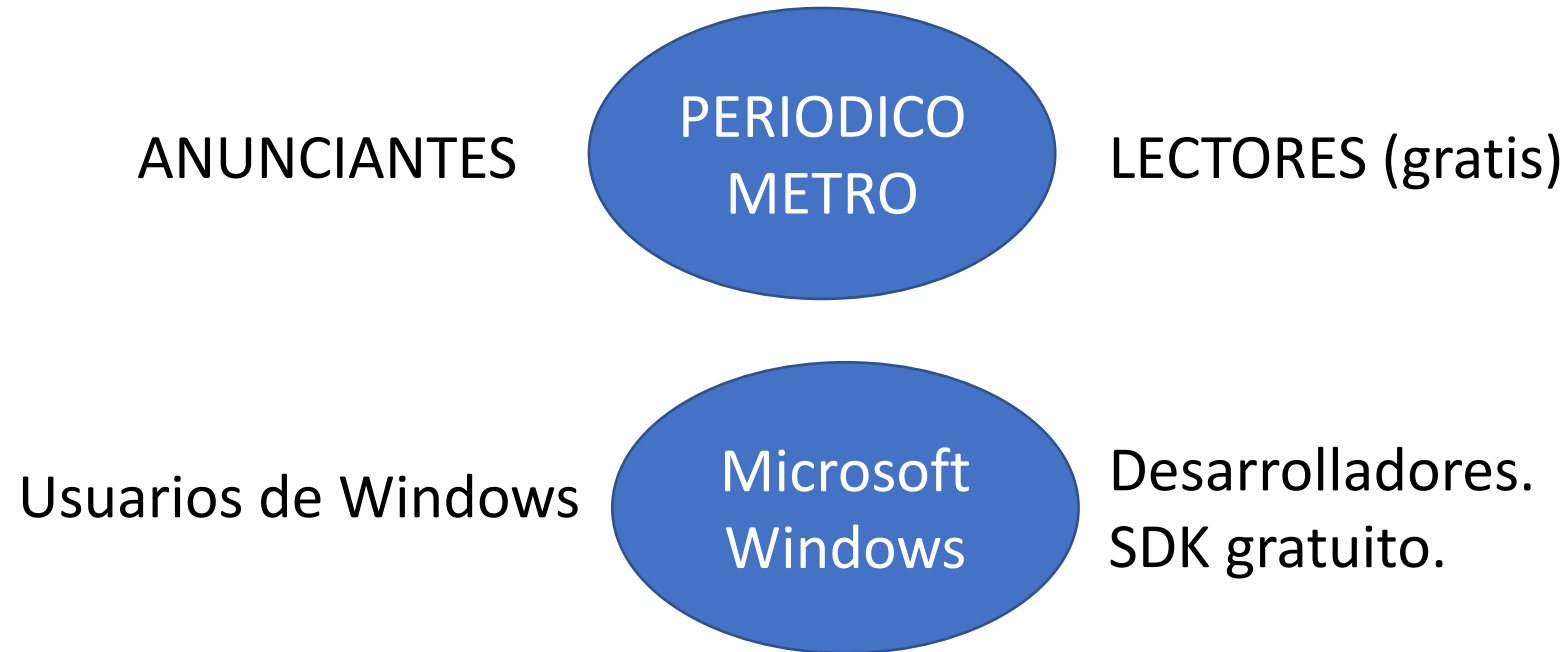 ANUNCIANTES
PERIODICO
METRO
LECTORES (gratis)
Usuarios de Windows
Microsoft
Windows
Desarrolladores.
SDK gratuito.